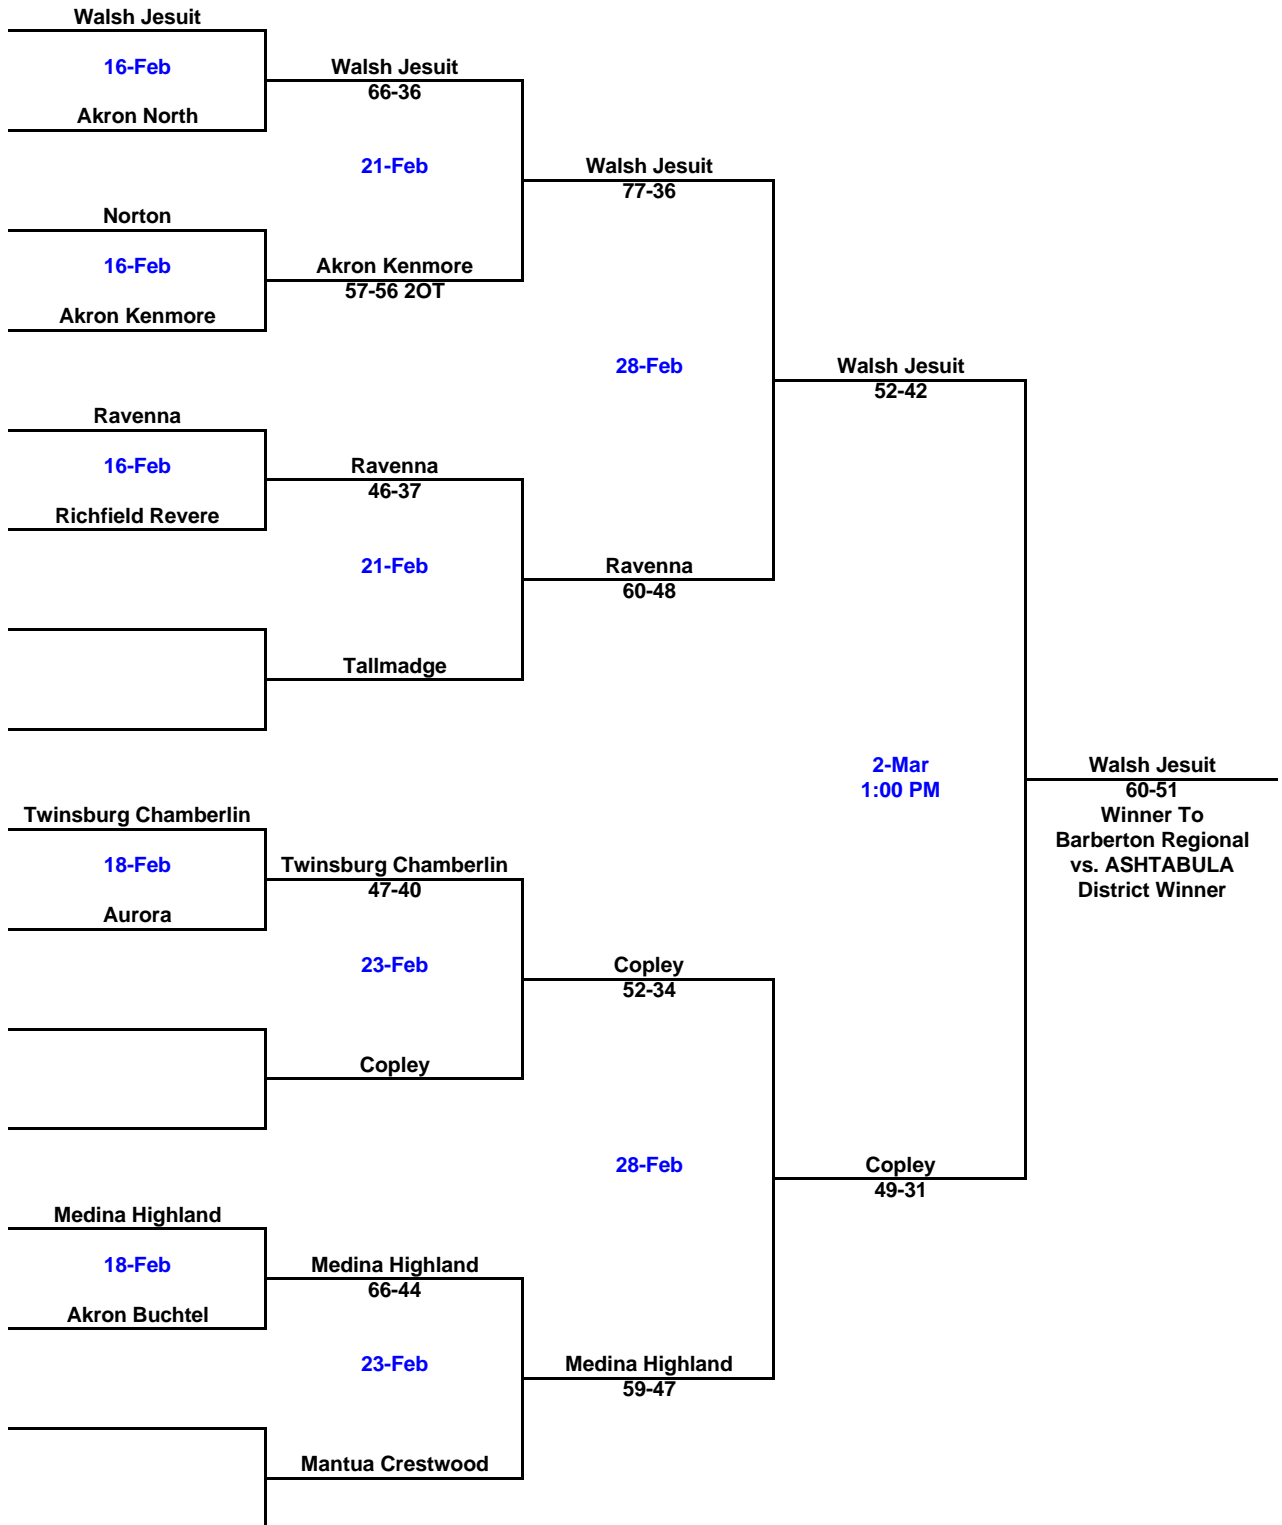 Walsh Jesuit
16-Feb
Walsh Jesuit
66-36
Akron North
21-Feb
Walsh Jesuit
77-36
Norton
16-Feb
Akron Kenmore
57-56 2OT
Akron Kenmore
28-Feb
Walsh Jesuit
52-42
Ravenna
16-Feb
Ravenna
46-37
Richfield Revere
21-Feb
Ravenna
60-48
Tallmadge
2-Mar
1:00 PM
Walsh Jesuit
60-51
Winner To
Barberton Regional
vs. ASHTABULA
District Winner
Twinsburg Chamberlin
18-Feb
Twinsburg Chamberlin
47-40
Aurora
23-Feb
Copley
52-34
Copley
28-Feb
Copley
49-31
Medina Highland
18-Feb
Medina Highland
66-44
Akron Buchtel
23-Feb
Medina Highland
59-47
Mantua Crestwood